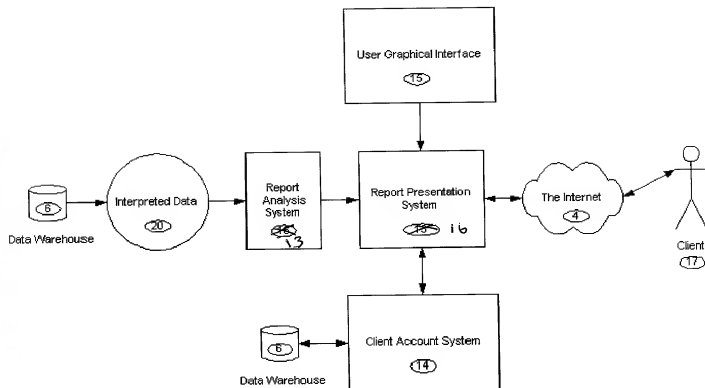 User Graphical Interface
15
6
Data Warehouse
Interpreted Data
20
Report
Analysis
System
13
Report Presentation
System
16
The Internet
4
Client
17
6
Data Warehouse
Client Account System
14